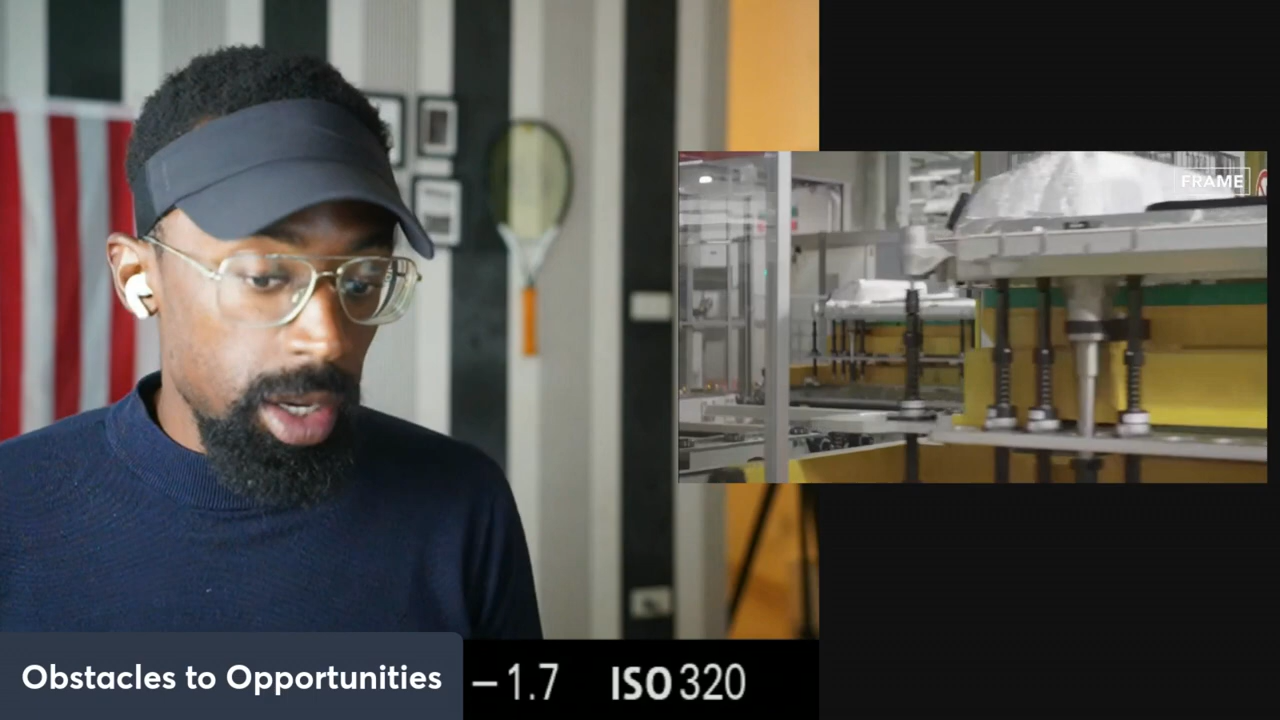 FRAME
Obstacles to Opportunities
–1.7 ISO 320